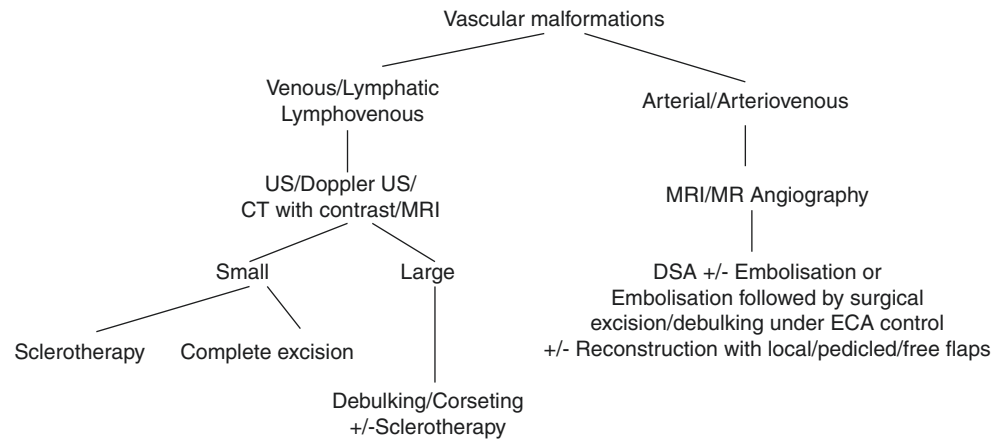 Vascular malformations
Venous/Lymphatic
Lymphovenous
Arterial/Arteriovenous
US/Doppler US/
CT with contrast/MRI
MRI/MR Angiography
Small
Large
DSA +/- Embolisation or
Embolisation followed by surgical
excision/debulking under ECA control
+/- Reconstruction with local/pedicled/free flaps
Sclerotherapy
Complete excision
Debulking/Corseting
+/-Sclerotherapy